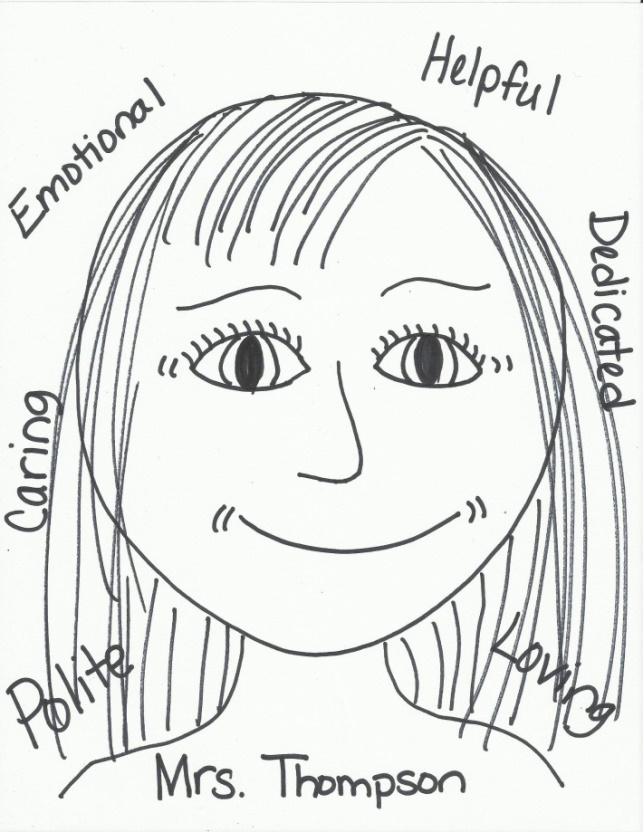 Helpful
Emotional
Dedicated
Caring
Polite
Loving
Mrs. Thompson